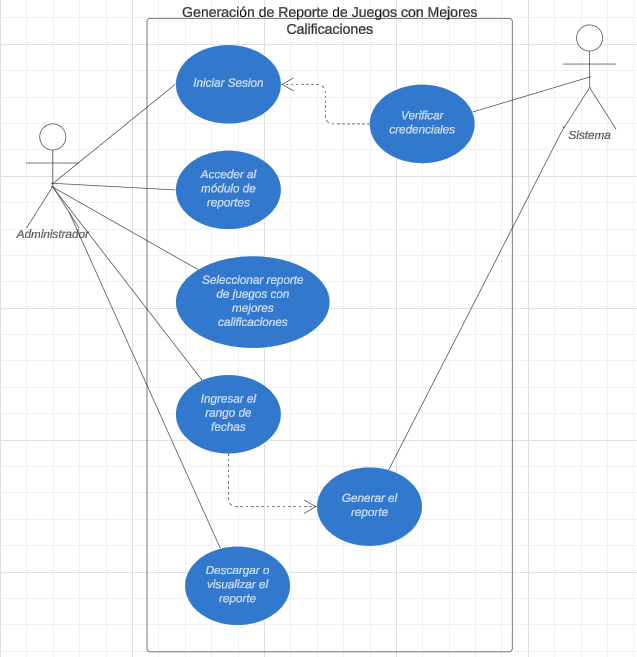 Generación de Reporte de Juegos con Mejores
Calificaciones
Iniciar Sesion
Verificar
credenciales
Sistema
Acceder al
módulo de
reportes
Administrador
Seleccionar reporte
de juegos con
mejores
calificaciones
Ingresar el
rango de
fechas
Generar el
reporte
Descargar o
visualizar el
reporte